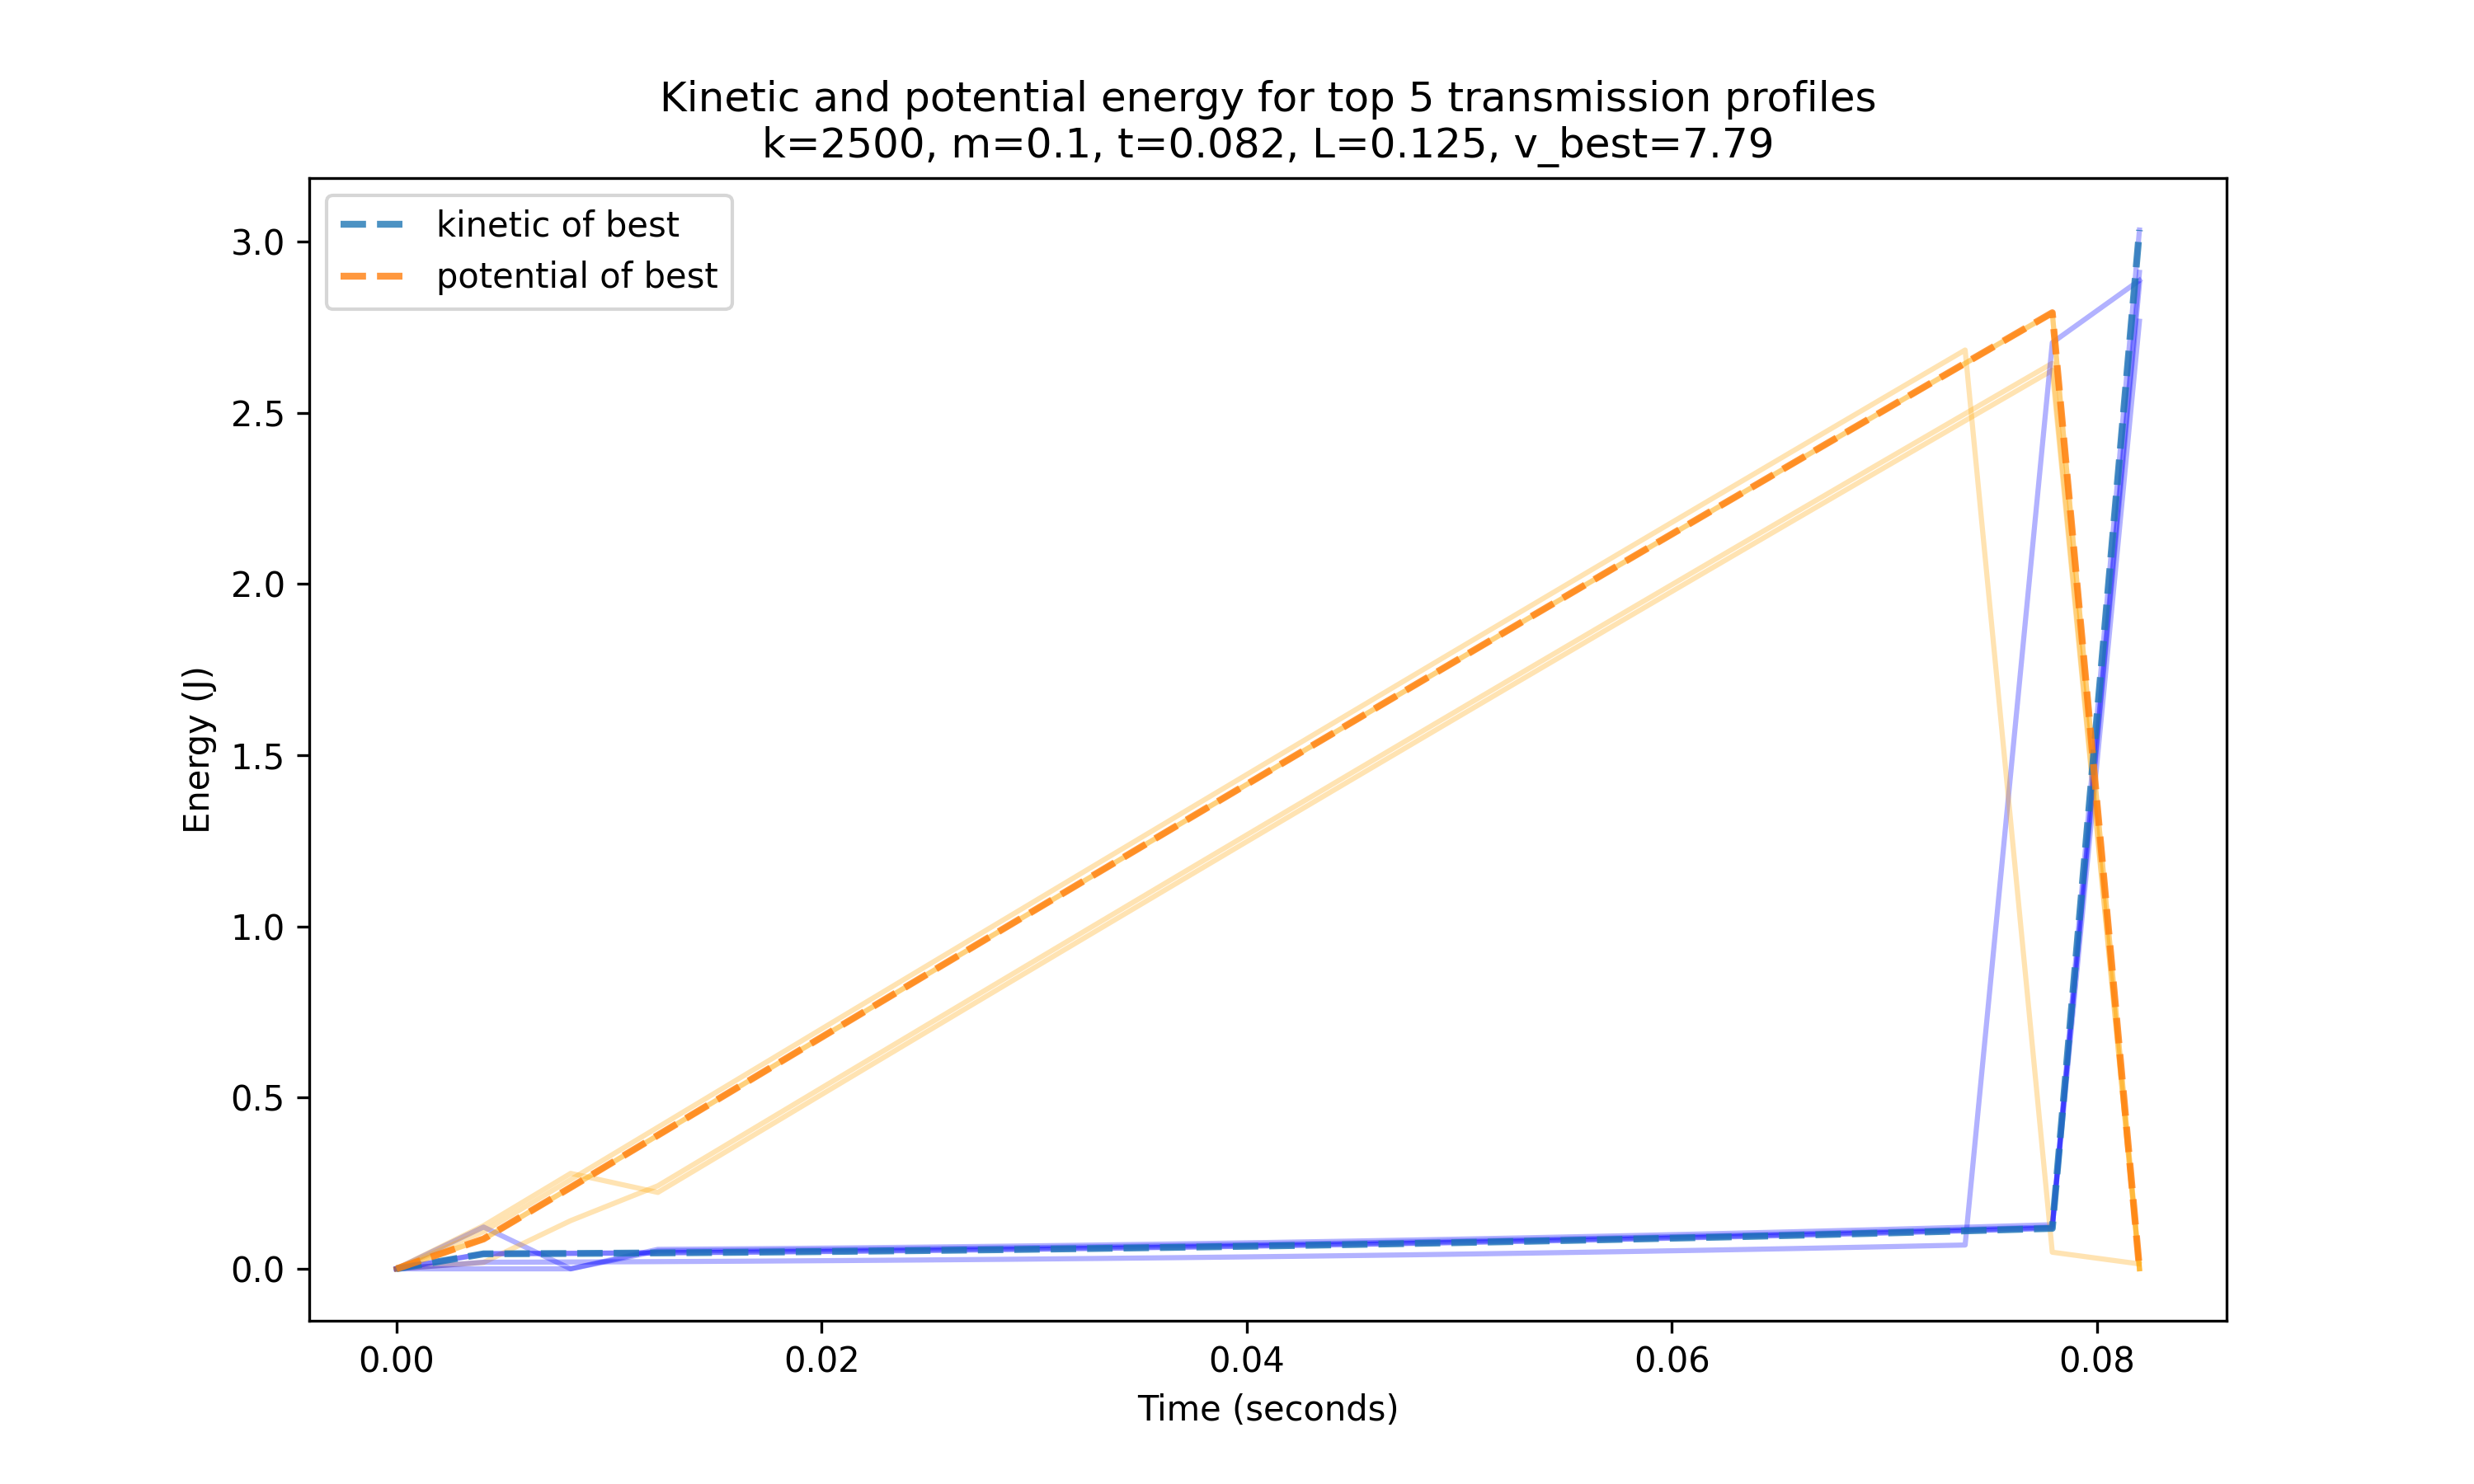 Kinetic and potential energy for top 5 transmission profiles
k=2500, m=0.1, t=0.082, L=0.125, v_best=7.79
kinetic of best
potential of best
3.0
2.5
2.0
1.5
1.0
0.5
0.0
Energy (J)
0.00 0.02 0.04 0.06 0.08
Time (seconds)